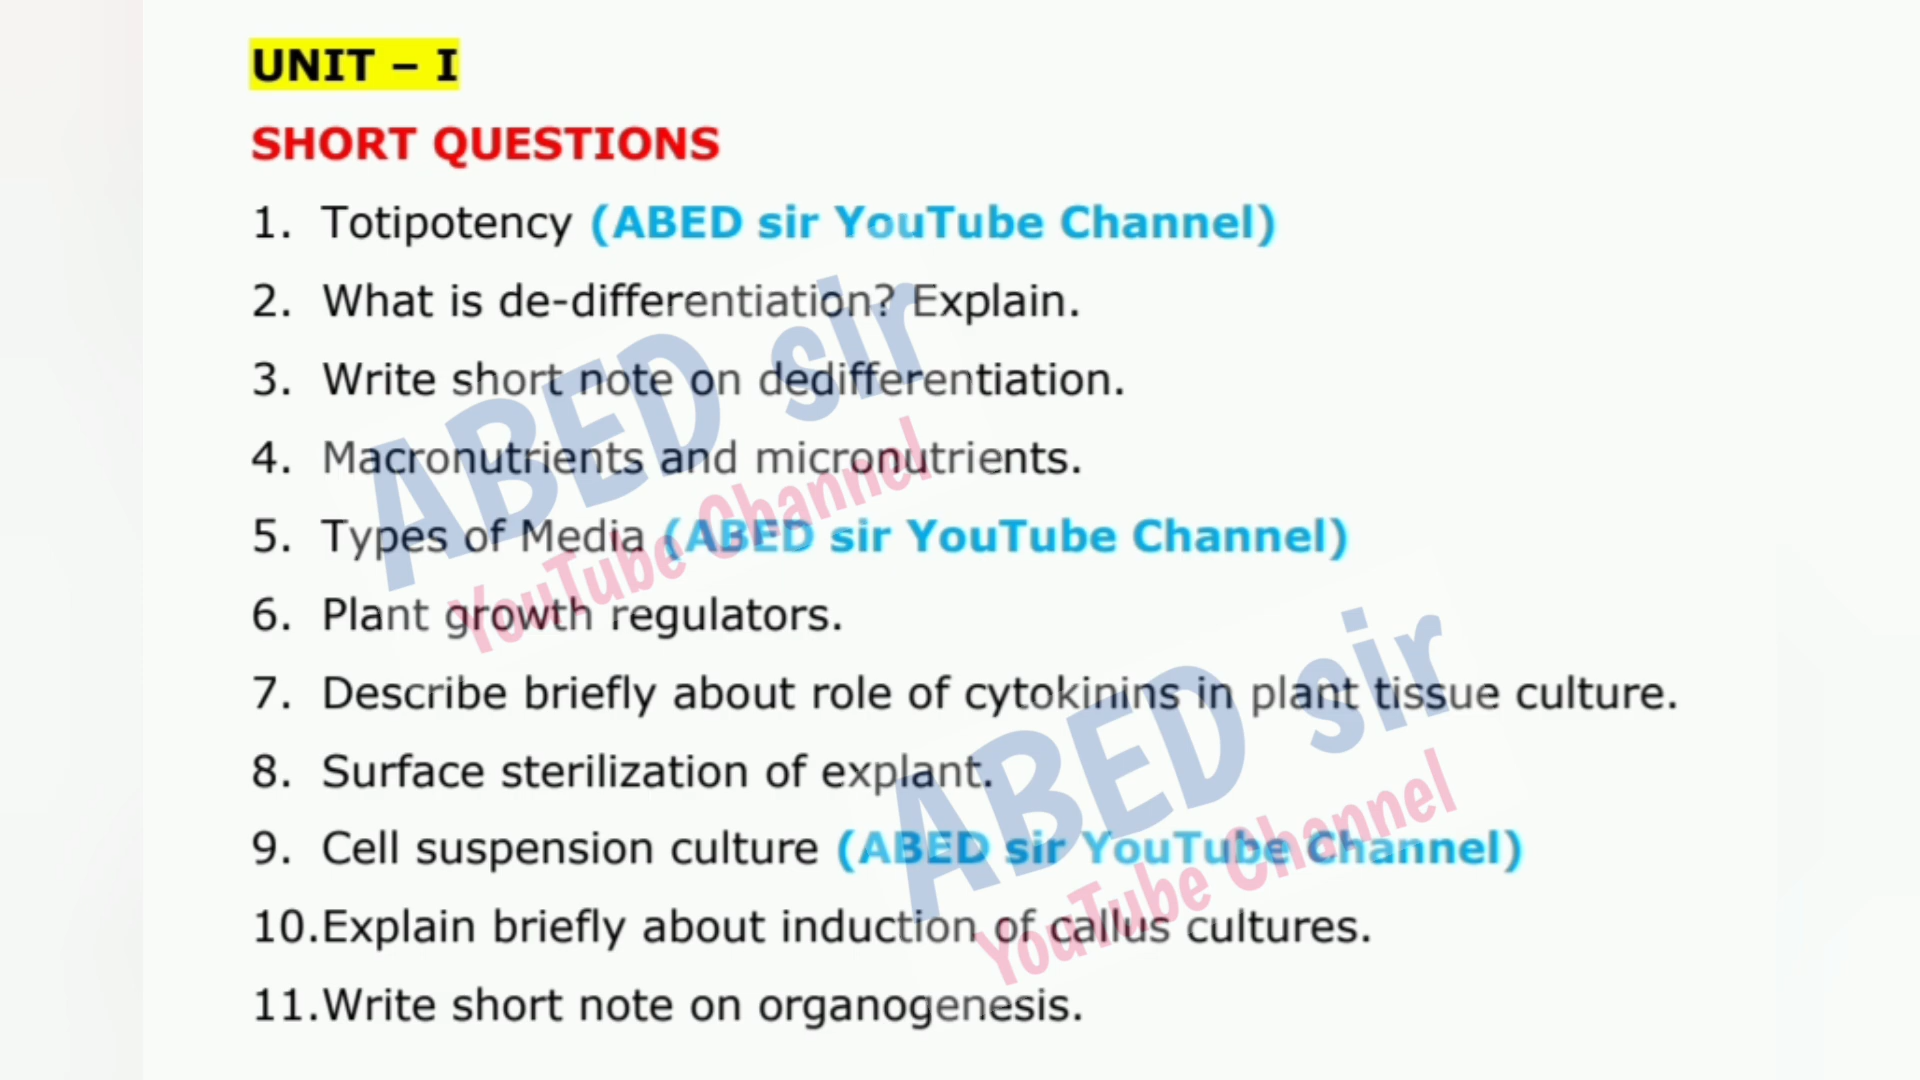 UNIT – I
SHORT QUESTIONS
1. Totipotency (ABED sir YouTube Channel)
2. What is de-differentiation? Explain.
3. Write short note on dedifferentiation.
4. Macronutrients and micronutrients.
5. Types of Media (ABED sir YouTube Channel)
6. Plant growth regulators.
7. Describe briefly about role of cytokinins in plant tissue culture.
8. Surface sterilization of explant.
9. Cell suspension culture (ABED sir YouTube Channel)
10.Explain briefly about induction of callus cultures.
11.Write short note on organogenesis.
ABED sir
YouTube Channel
ABED sir
YouTube Channel